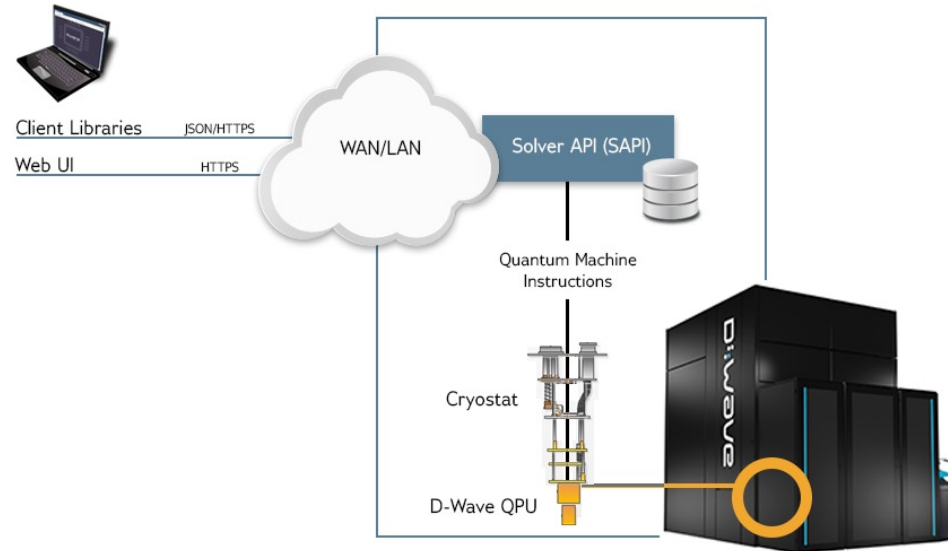 Client Libraries JSON/HTTPS
Web UI HTTPS
WAN/LAN
Solver API (SAPI)
Quantum Machine
Instructions
Cryostat
D-Wave QPU
D:Wave